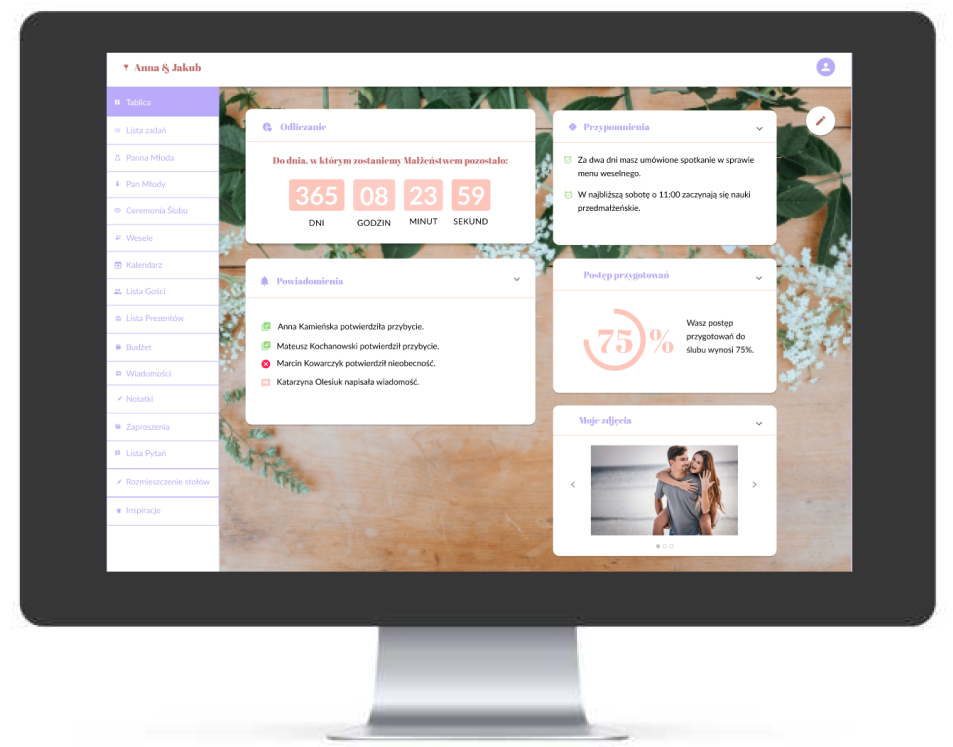 Anna & Jakub
Tablica
Lista zadań
Panna Młoda
Pan Młody
Ceremonia Ślubu
Wesele
Kalendarz
Lista Gości
Lista Prezentów
Budżet
Wiadomości
Notatki
Zaproszenia
Lista Pytań
Rozmieszczenie stołów
Inspiracje
Odliczanie
Do dnia, w którym zostaniemy Małżeństwem pozostało:
365 08 23 59
DNI GODZIN MINUT SEKUND
Powiadomienia
Anna Kamieńska potwierdziła przybycie.
Mateusz Kochanowski potwierdził przybycie.
Marcin Kowarczyk potwierdził nieobecność.
Katarzyna Olesiuk napisała wiadomość.
Przypomnienia
Za dwa dni masz umówione spotkanie w sprawie
menu weselnego.
W najbliższą sobotę o 11:00 zaczynają się nauki
przedmałżeńskie.
Postęp przygotowań
75%
Wasz postęp
przygotowań do
ślubu wynosi 75%.
Moje zdjęcia